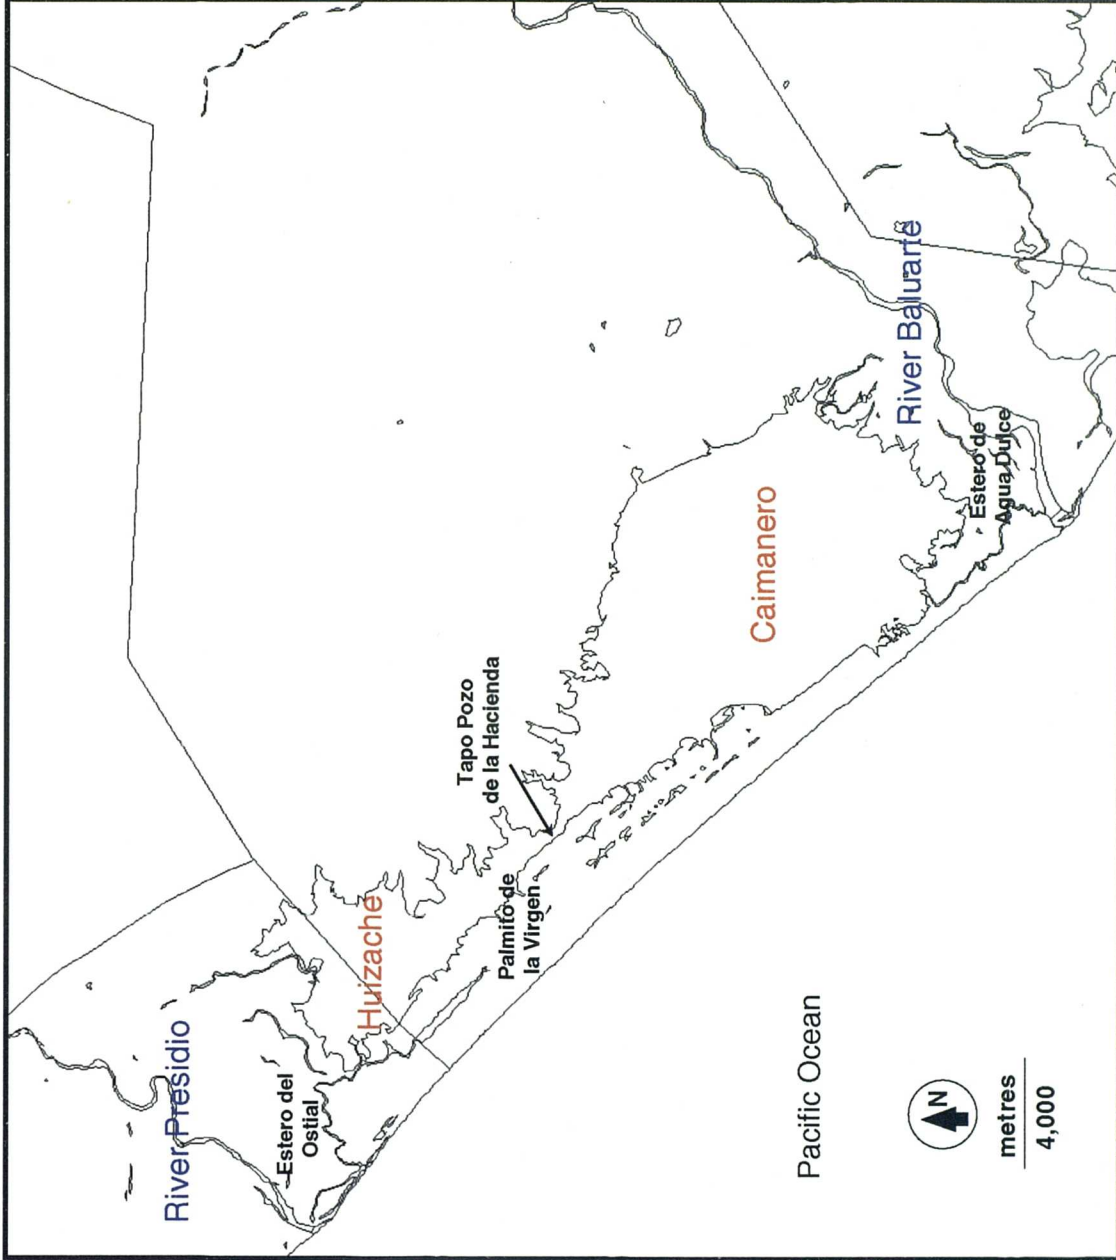 River Presidio
Estero del
Ostial
Huizache
Palmito de
la Virgen
Tapo Pozo
de la Hacienda
Caimanero
River Baluarte
Estero de
Agua Dulce
Pacific Ocean
N
metres
4,000